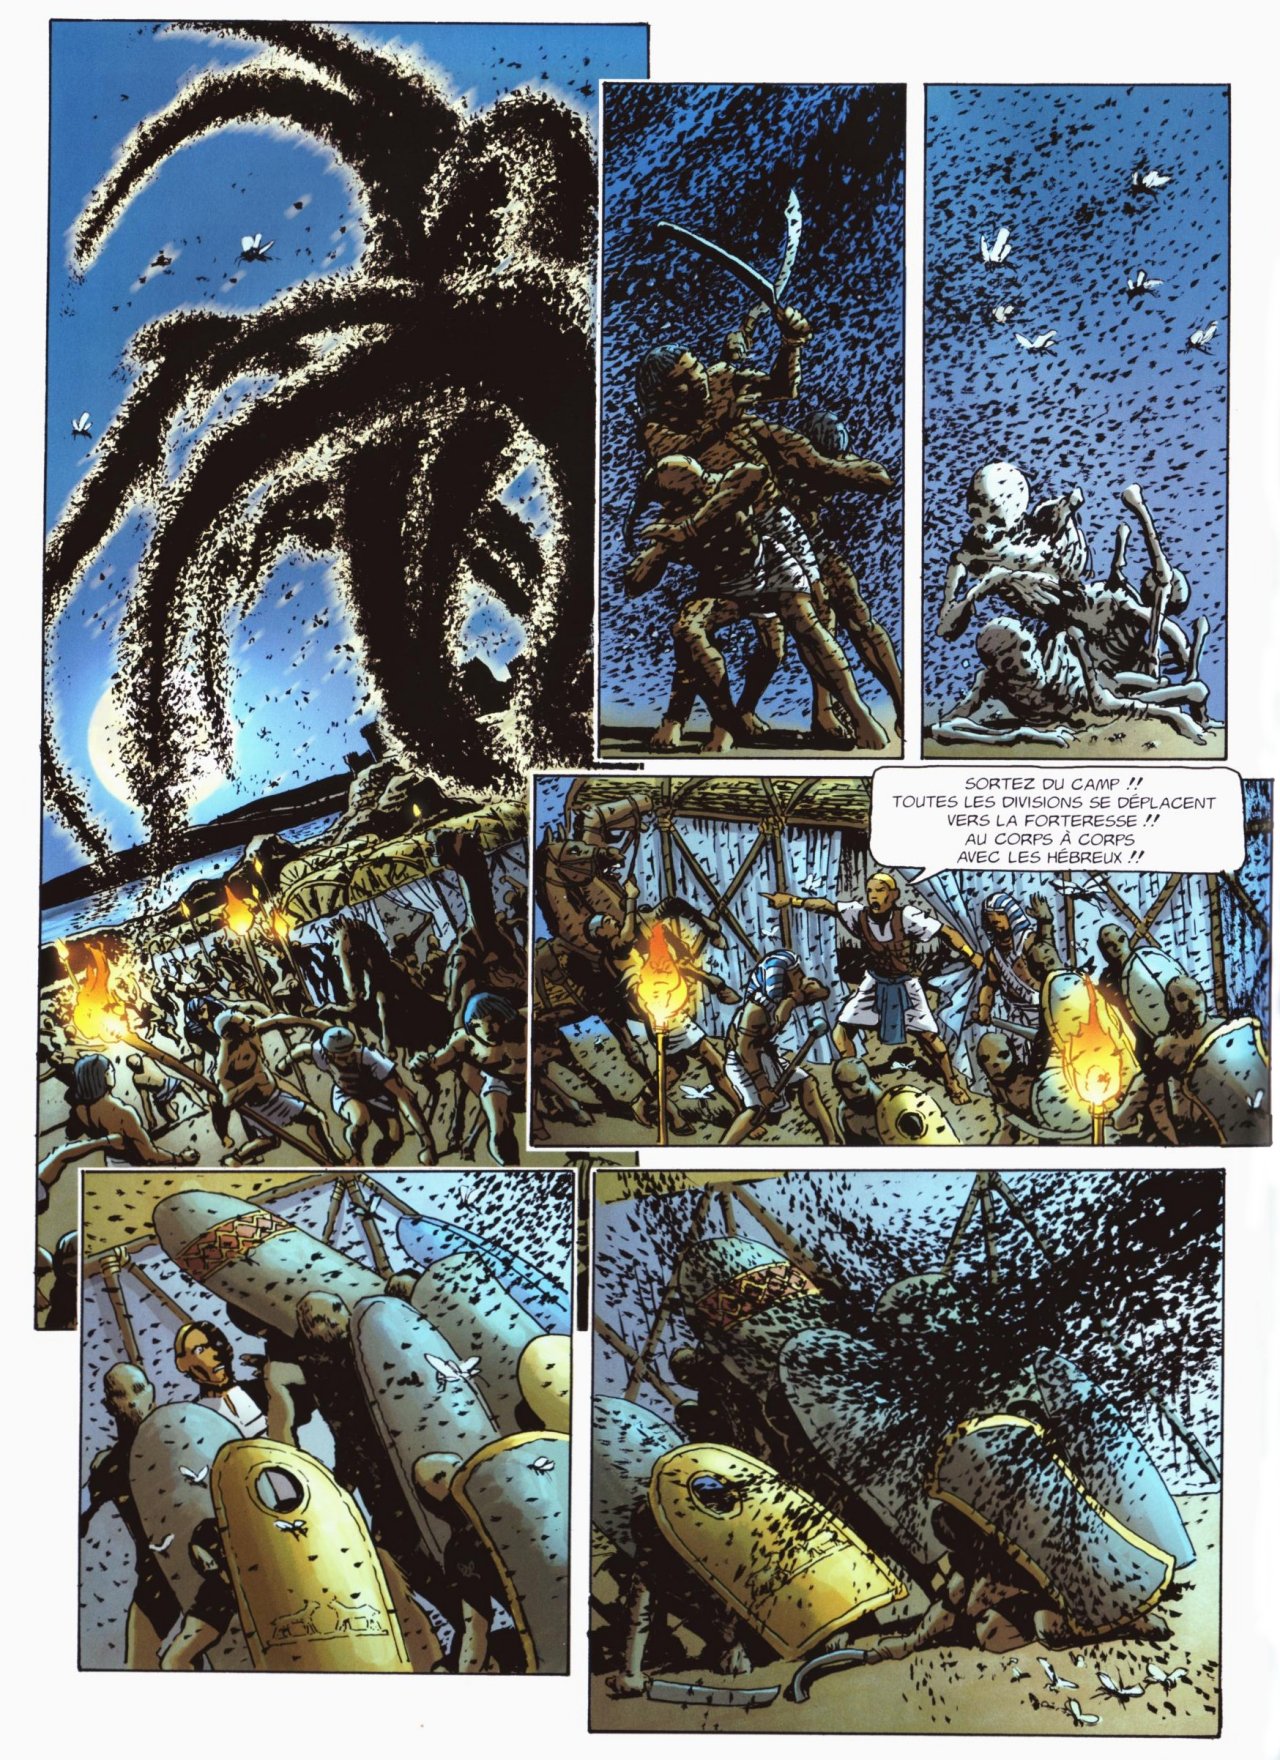 SORTEZ DU CAMP !!
TOUTES LES DIVISIONS SE DÉPLACENT
VERS LA FORTERESSE !!
AU CORPS À CORPS
AVEC LES HÉBREUX !!